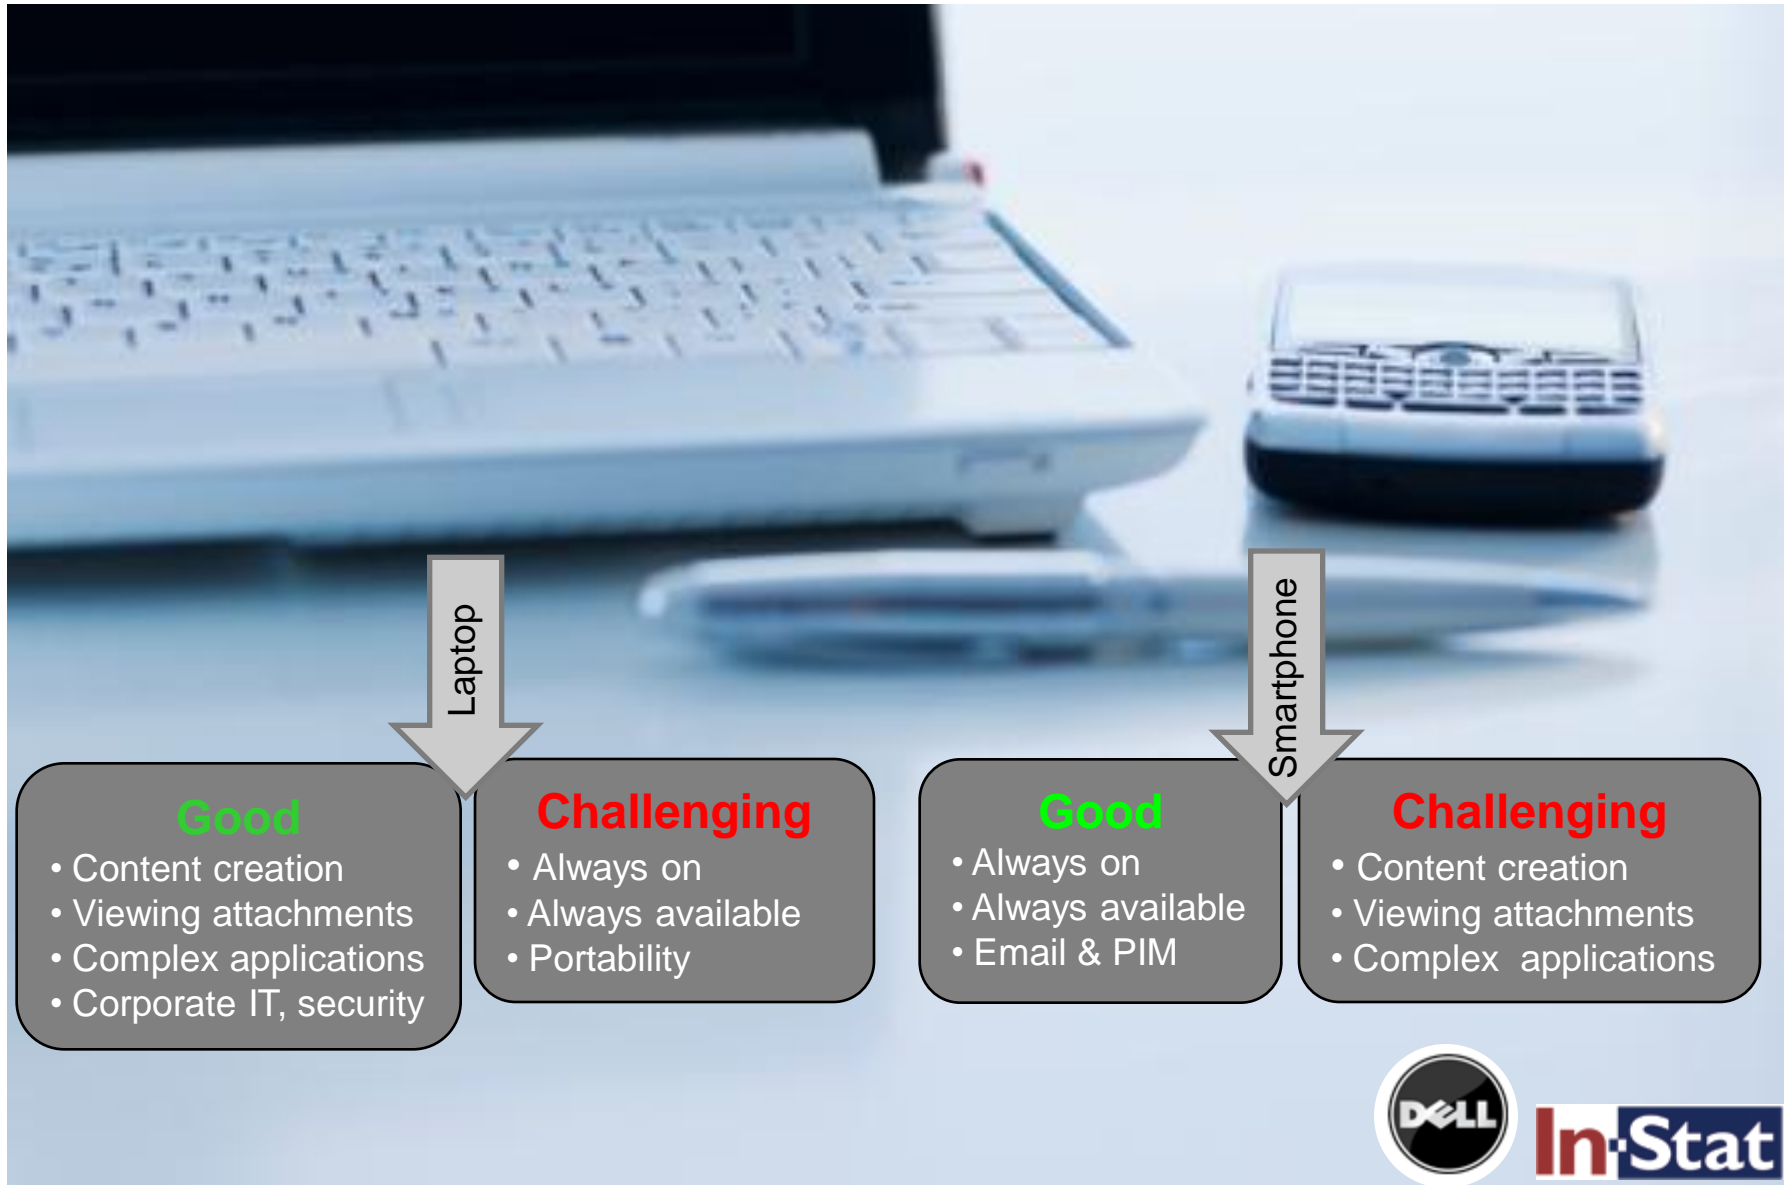 Laptop
Smartphone
Good
• Content creation
• Viewing attachments
• Complex applications
• Corporate IT, security
Challenging
• Always on
• Always available
• Portability
Good
• Always on
• Always available
• Email & PIM
Challenging
• Content creation
• Viewing attachments
• Complex applications
DELL
In-Stat